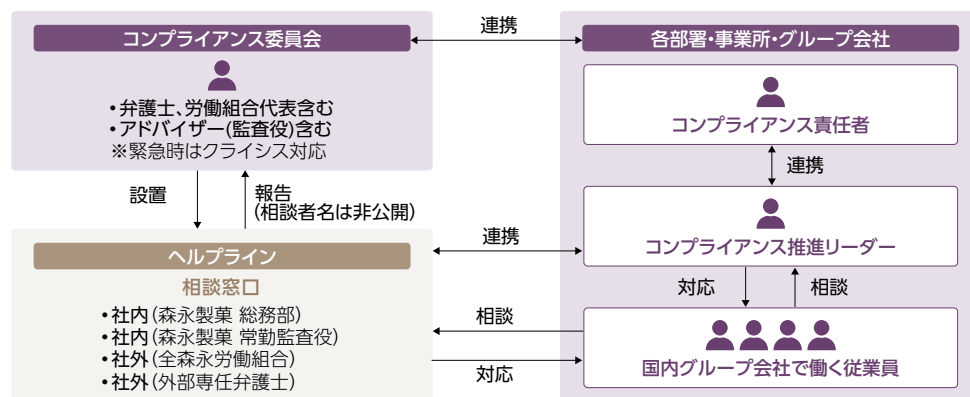 コンプライアンス委員会
・弁護士、労働組合代表含む
・アドバイザー(監査役)含む
※緊急時はクライシス対応
連携
各部署・事業所・グループ会社
コンプライアンス責任者
連携
コンプライアンス推進リーダー
対応
相談
国内グループ会社で働く従業員
設置
報告
(相談者名は非公開)
連携
ヘルプライン
相談窓口
・社内(森永製菓 総務部)
・社内(森永製菓 常勤監査役)
・社外(全森永労働組合)
・社外(外部専任弁護士)
相談
対応